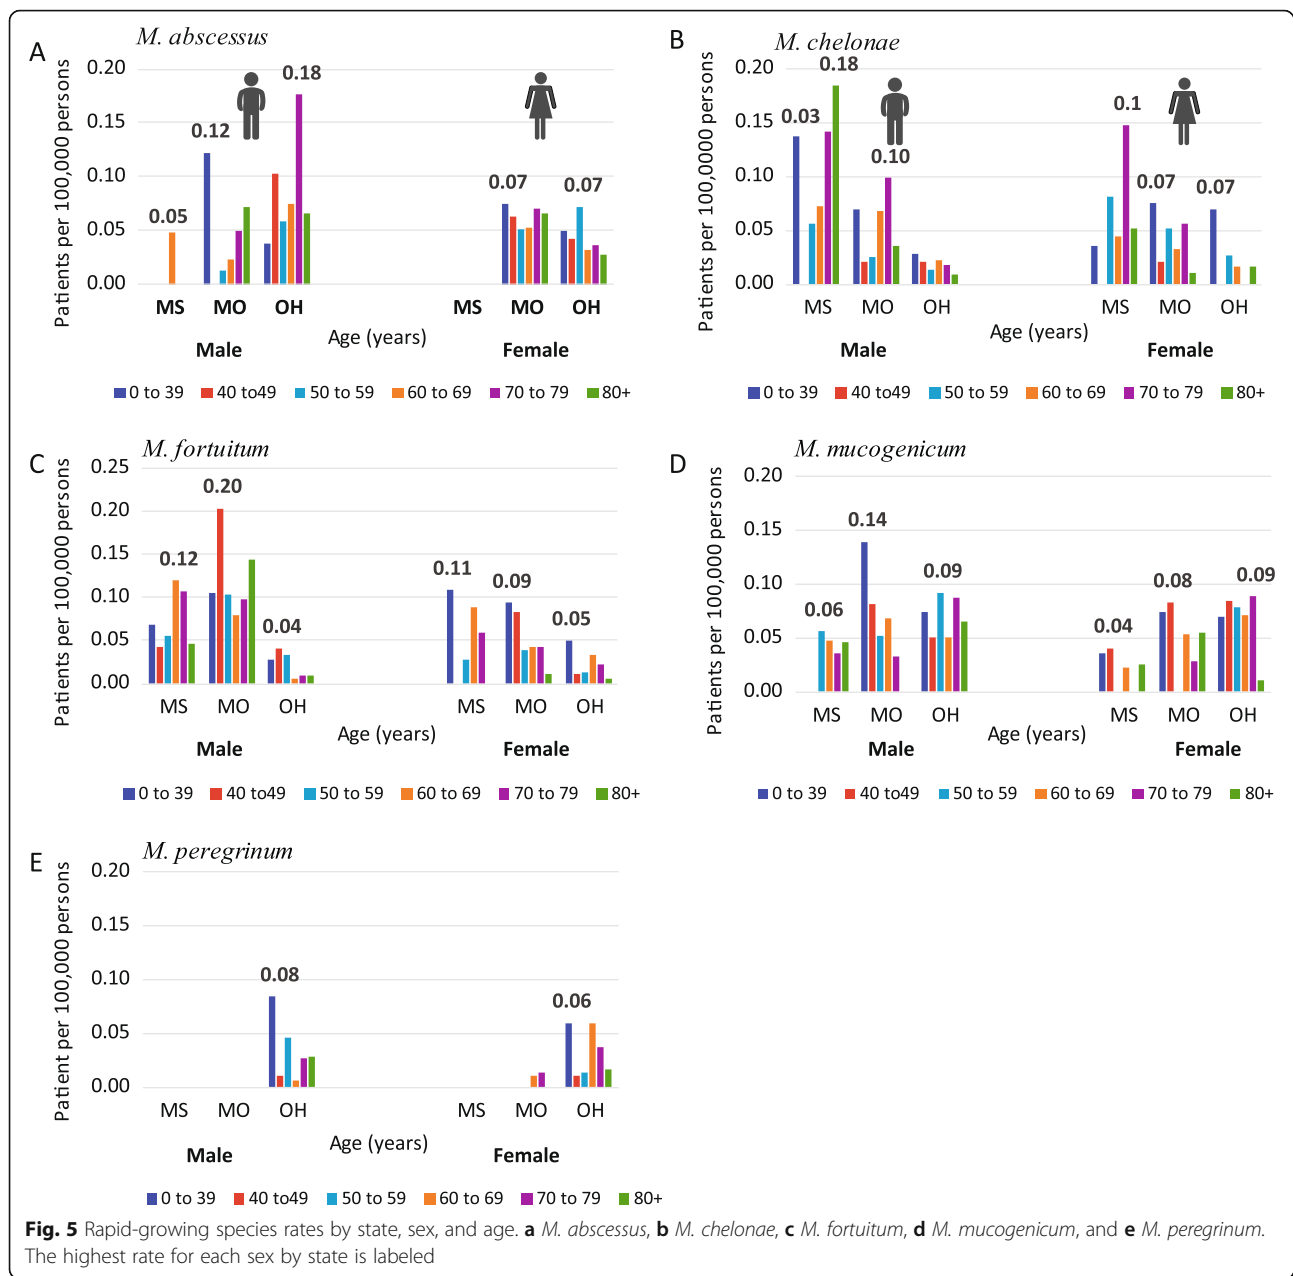 A
M. abscessus
Patients per 100,000 persons
0.20
0.15
0.10
0.05
0.00
0.05
0.12
0.18
0.07
0.07
MS MO OH MS MO OH
Age (years)
Male Female
0 to 39 40 to49 50 to 59 60 to 69 70 to 79 80+
B
M. chelonae
Patients per 100,0000 persons
0.20
0.15
0.10
0.05
0.00
0.03
0.18
0.10
0.1
0.07
0.07
MS MO OH MS MO OH
Age (years)
Male Female
0 to 39 40 to49 50 to 59 60 to 69 70 to 79 80+
C
M. fortuitum
Patients per 1000,000 persons
0.25
0.20
0.15
0.10
0.05
0.00
0.12
0.20
0.04
0.11
0.09
0.05
MS MO OH MS MO OH
Age (years)
Male Female
0 to 39 40 to49 50 to 59 60 to 69 70 to 79 80+
D
M. mucogenicum
Patients per 100,000 persons
0.20
0.15
0.10
0.05
0.00
0.06
0.14
0.09
0.04
0.08
0.09
MS MO OH MS MO OH
Age (years)
Male Female
0 to 39 40 to49 50 to 59 60 to 69 70 to 79 80+
E
M. peregrinum
Patient per 100,000 persons
0.20
0.15
0.10
0.05
0.00
0.08
0.06
MS MO OH MS MO OH
Age (years)
Male Female
0 to 39 40 to49 50 to 59 60 to 69 70 to 79 80+
Fig. 5 Rapid-growing species rates by state, sex, and age. a M. abscessus, b M. chelonae, c M. fortuitum, d M. mucogenicum, and e M. peregrinum.
The highest rate for each sex by state is labeled